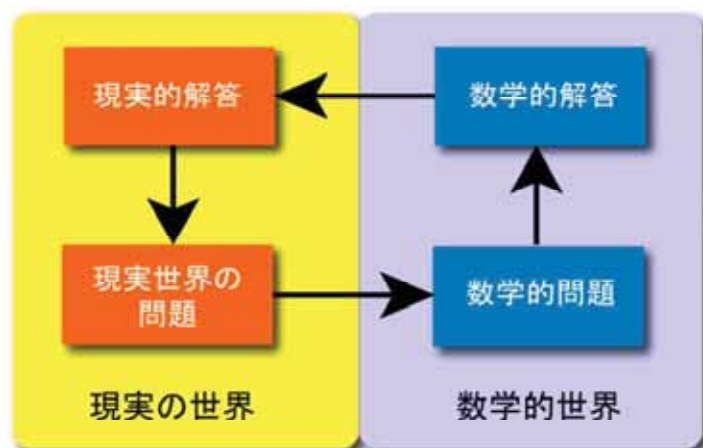 現実的解答
数学的解答
現実世界の
問題
数学的問題
現実の世界
数学的世界